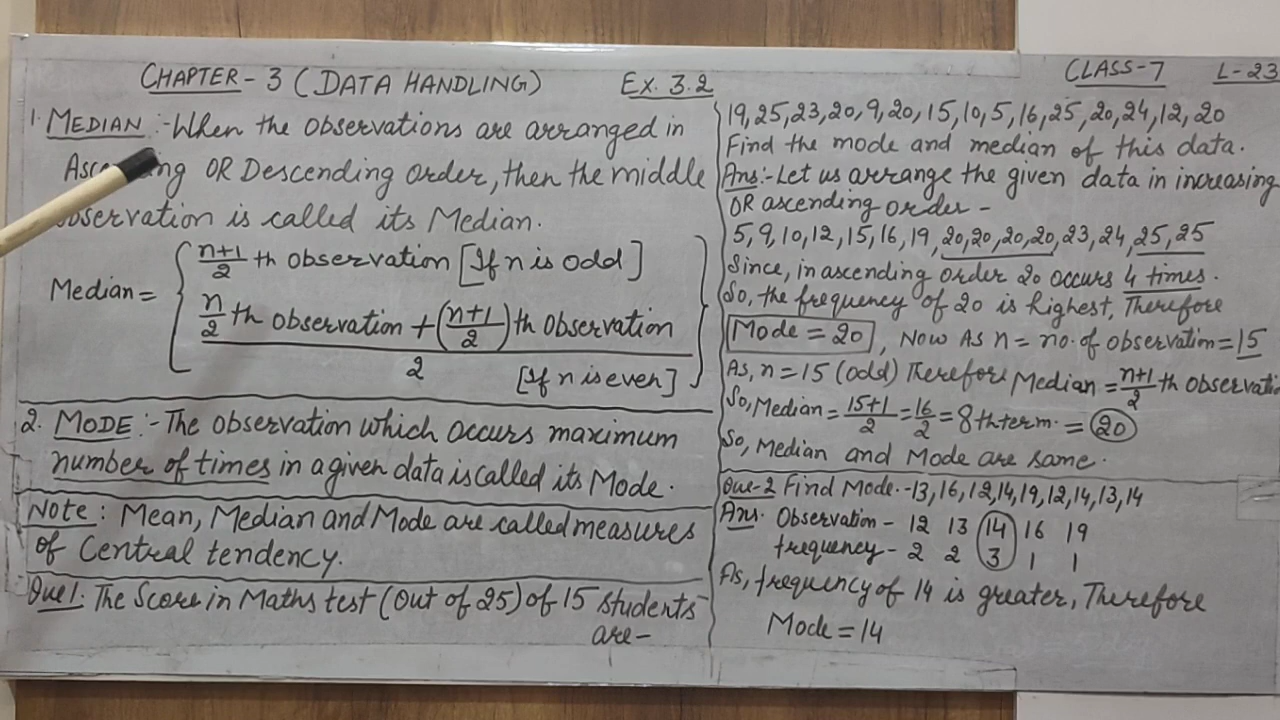 CHAPTER - 3 (DATA HANDLING) EX. 3.2
1. MEDIAN :- When the observations are arranged in
Ascending OR Descending order, then the middle
observation is called its Median.
Median = { n+1/2 th observation [If n is odd]
n/2 th observation + (n+1/2) th observation / 2
[If n is even] }
2. MODE :- The observation which occurs maximum
number of times in a given data is called its Mode.
Note : Mean, Median and Mode are called measures
of Central tendency.
Que 1. The Score in Maths test (Out of 25) of 15 students
are -
CLASS-7 L-23
19, 25, 23, 20, 9, 20, 15, 10, 5, 16, 25, 20, 24, 12, 20
Find the mode and median of this data.
Ans:- Let us arrange the given data in increasing
OR ascending order -
5, 9, 10, 12, 15, 16, 19, 20, 20, 20, 20, 23, 24, 25, 25
Since, in ascending order 20 occurs 4 times.
So, the frequency of 20 is highest, Therefore
Mode = 20, Now As n = no. of observation = 15
As, n = 15 (odd) Therefore Median = n+1/2 th observati
So, Median = 15+1/2 = 16/2 = 8th term. = 20
So, Median and Mode are same.
Que-2 Find Mode. - 13, 16, 12, 14, 19, 12, 14, 13, 14
Ans. Observation - 12 13 14 16 19
frequency - 2 2 3 1 1
As, frequency of 14 is greater, Therefore
Mode = 14